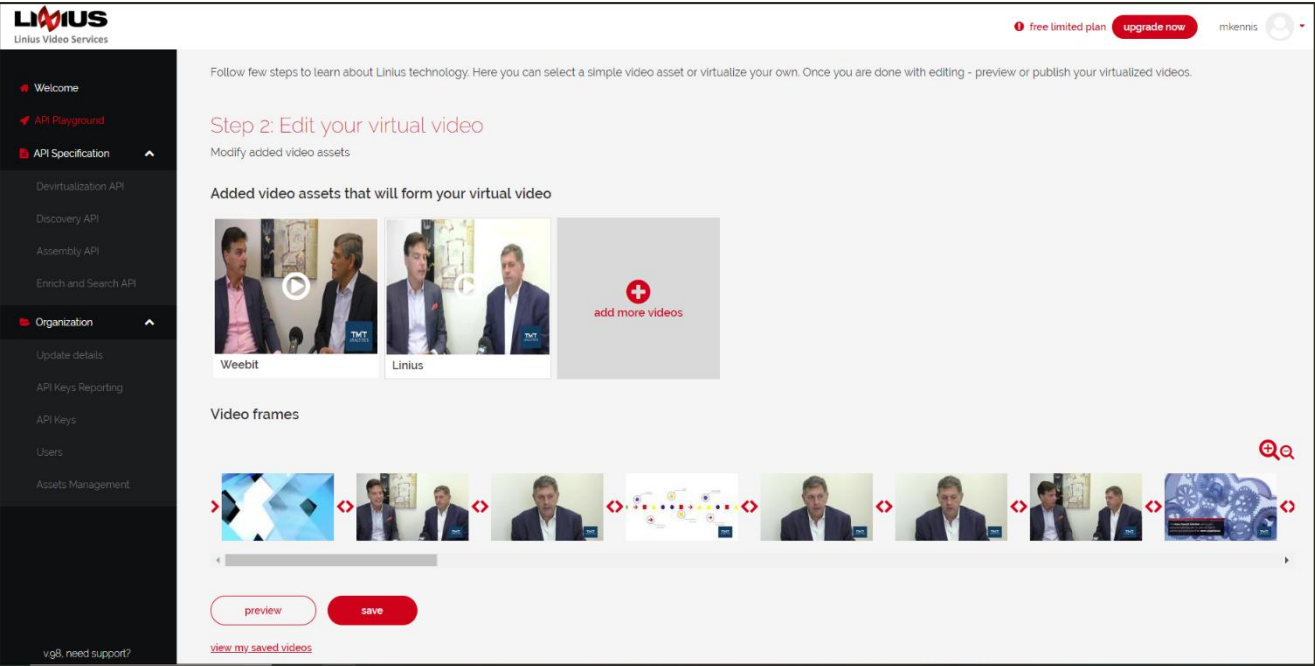 LINIUS
Linius Video Services
free limited plan
upgrade now
mkennis
Welcome
API Playground
API Specification
Devirtualization API
Discovery API
Assembly API
Enrich and Search API
Organization
Update details
API Keys Reporting
API Keys
Users
Assets Management
v.98, need support?
Follow few steps to learn about Linius technology. Here you can select a simple video asset or virtualize your own. Once you are done with editing - preview or publish your virtualized videos.
Step 2: Edit your virtual video
Modify added video assets
Added video assets that will form your virtual video
TMT
ANALYTICS
TMT
ANALYTICS
Weebit
Linius
add more videos
Video frames
preview
save
view my saved videos